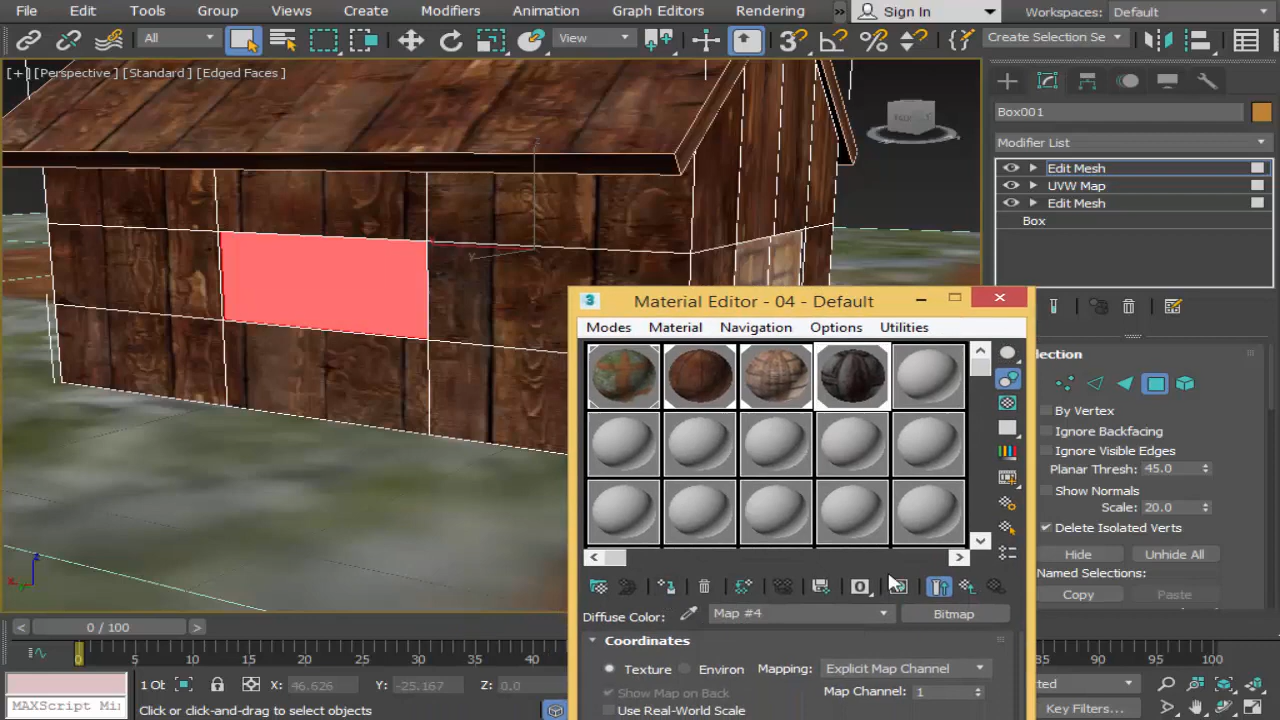 File Edit Tools Group Views Create Modifiers Animation Graph Editors Rendering » Sign In Workspaces: Default
All View Create Selection Se
[+] [Perspective] [Standard] [Edged Faces]
Box001
Modifier List
Edit Mesh
UVW Map
Edit Mesh
Box
3 Material Editor - 04 - Default
Modes Material Navigation Options Utilities
election
By Vertex
Ignore Backfacing
Ignore Visible Edges
Planar Thresh: 45.0
Show Normals
Scale: 20.0
Delete Isolated Verts
Hide Unhide All
Named Selections:
Copy Paste
Diffuse Color: Map #4 Bitmap
Coordinates
Texture Environ Mapping: Explicit Map Channel
Show Map on Back Map Channel: 1
Use Real-World Scale
< 0 / 100 >
0 5 10 15 20 25 30 35 40 85 90 95 100
1 Ob X: 46.626 Y: -25.167 Z: 0.0 ted
MAXScript Mi Click or click-and-drag to select objects Key Filters...